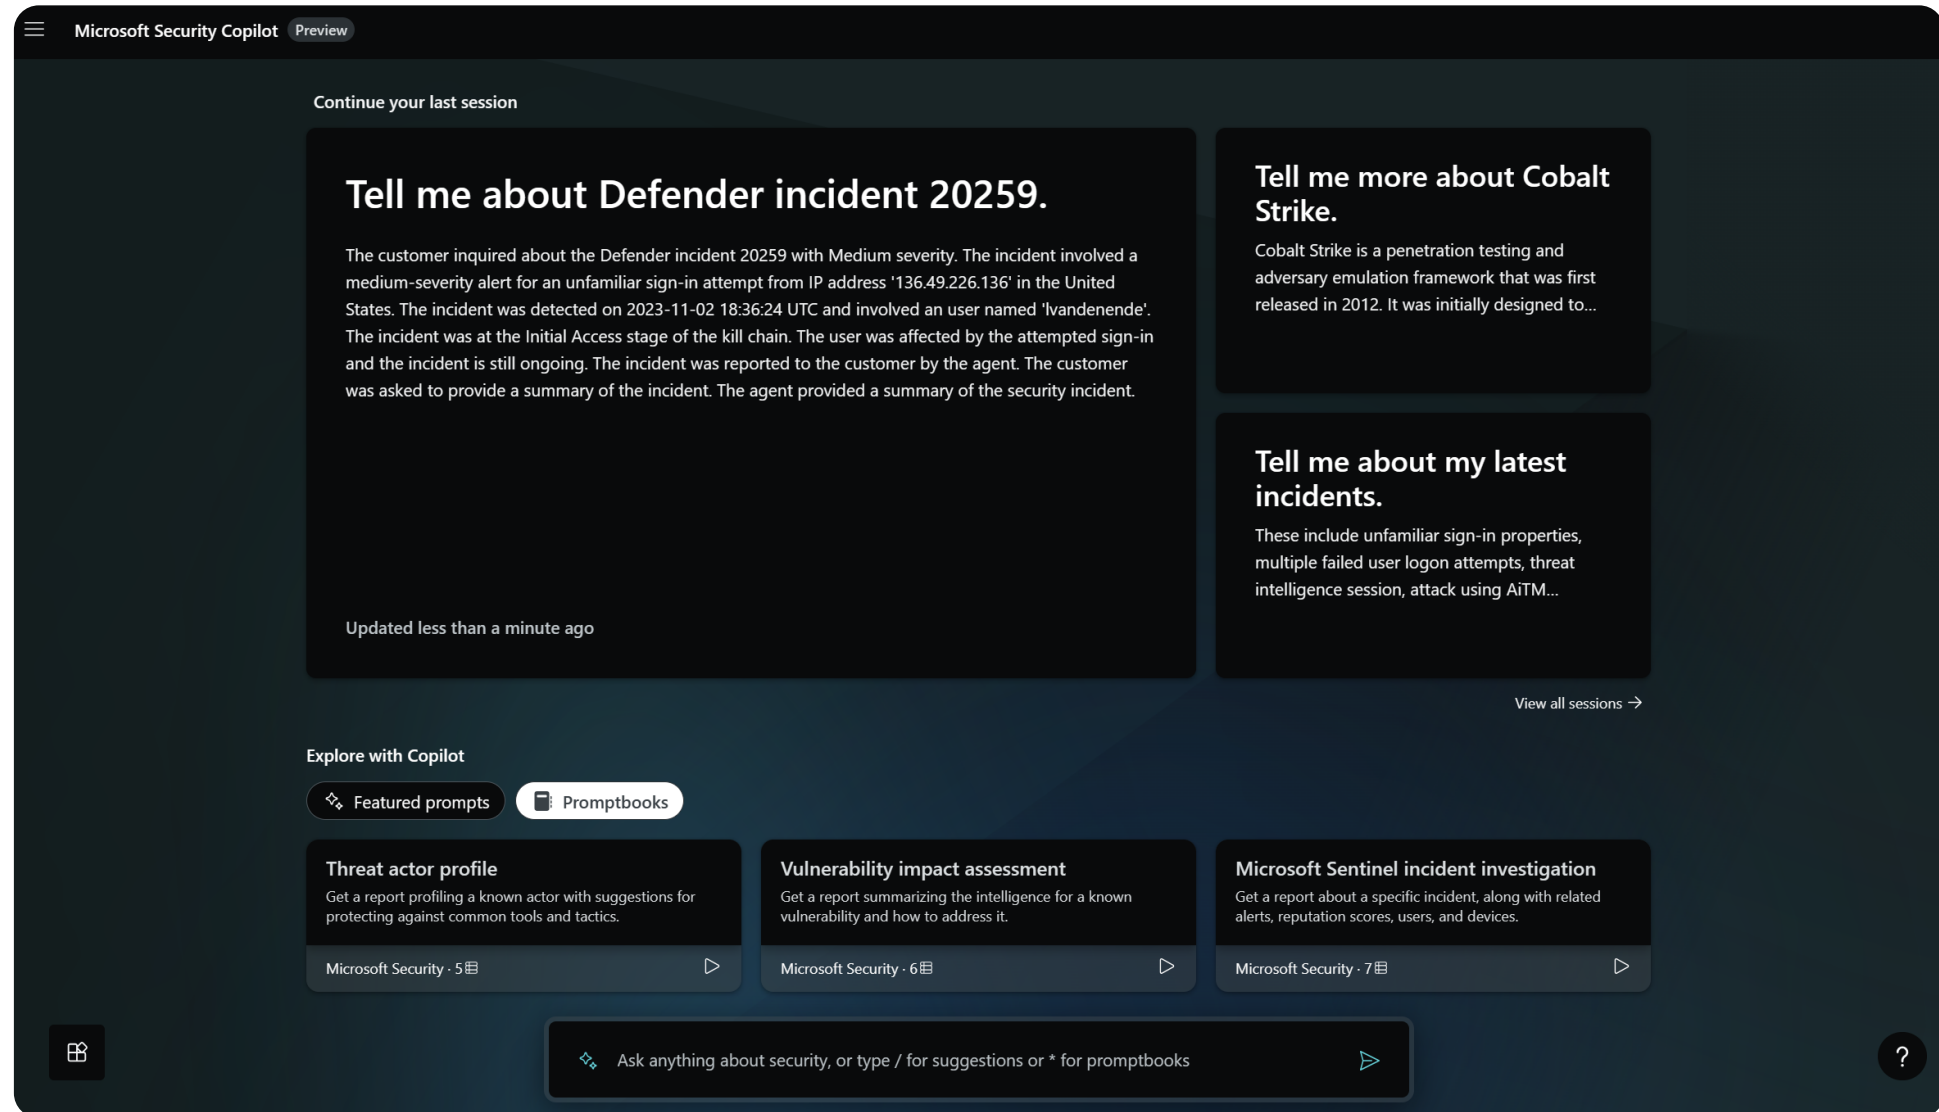 Microsoft Security Copilot Preview
Continue your last session
Tell me about Defender incident 20259.
The customer inquired about the Defender incident 20259 with Medium severity. The incident involved a
medium-severity alert for an unfamiliar sign-in attempt from IP address '136.49.226.136' in the United
States. The incident was detected on 2023-11-02 18:36:24 UTC and involved an user named 'lvandenende'.
The incident was at the Initial Access stage of the kill chain. The user was affected by the attempted sign-in
and the incident is still ongoing. The incident was reported to the customer by the agent. The customer
was asked to provide a summary of the incident. The agent provided a summary of the security incident.
Updated less than a minute ago
Tell me more about Cobalt
Strike.
Cobalt Strike is a penetration testing and
adversary emulation framework that was first
released in 2012. It was initially designed to...
Tell me about my latest
incidents.
These include unfamiliar sign-in properties,
multiple failed user logon attempts, threat
intelligence session, attack using AiTM...
View all sessions →
Explore with Copilot
Featured prompts
Promptbooks
Threat actor profile
Get a report profiling a known actor with suggestions for
protecting against common tools and tactics.
Microsoft Security · 5
Vulnerability impact assessment
Get a report summarizing the intelligence for a known
vulnerability and how to address it.
Microsoft Security · 6
Microsoft Sentinel incident investigation
Get a report about a specific incident, along with related
alerts, reputation scores, users, and devices.
Microsoft Security · 7
Ask anything about security, or type / for suggestions or * for promptbooks
?